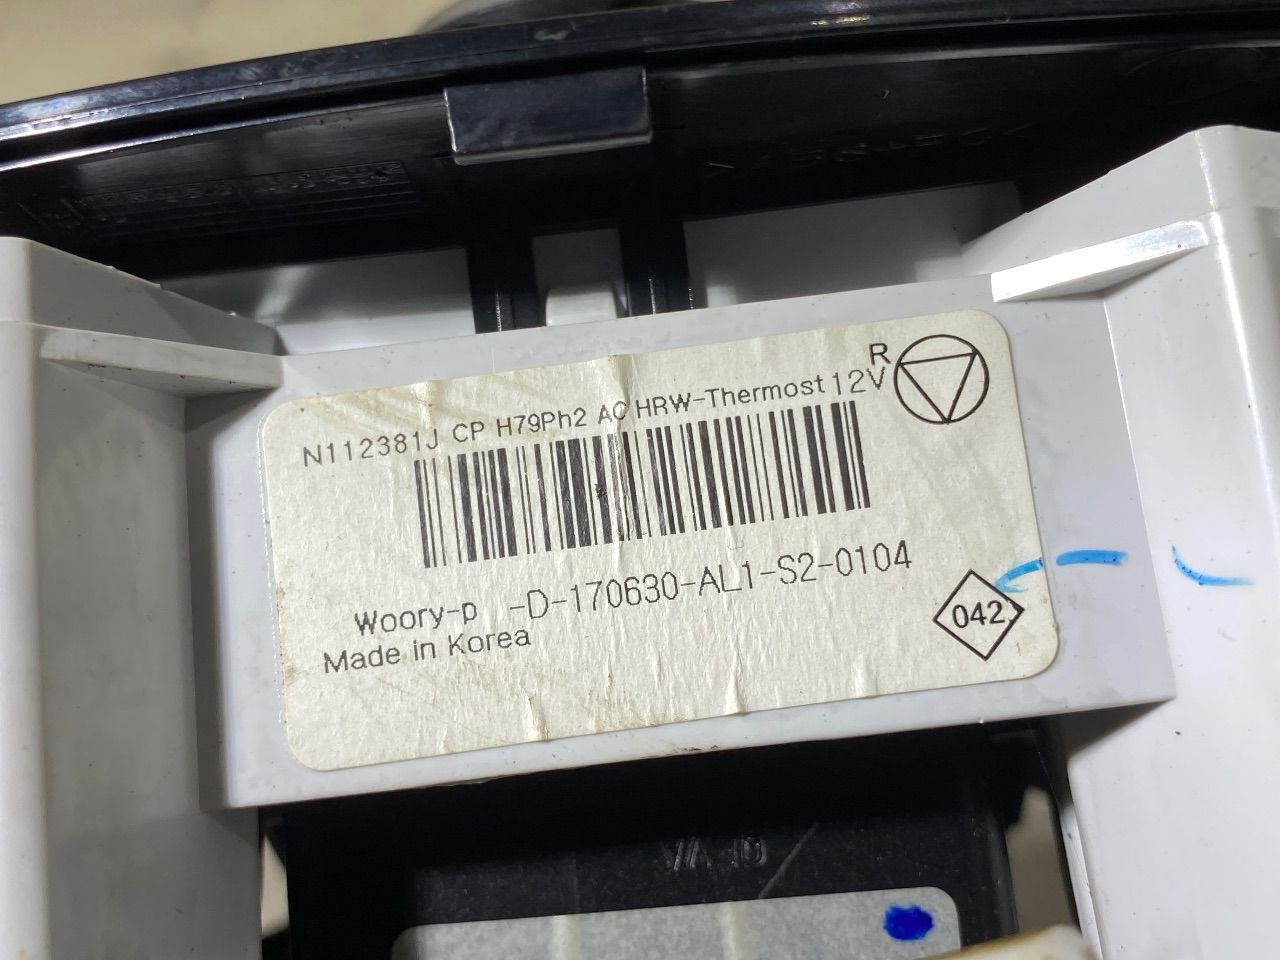 N112381J CP H79Ph2 AC HRW-Thermost 12V
R
Woory-p -D-170630-AL1-S2-0104
Made in Korea
042